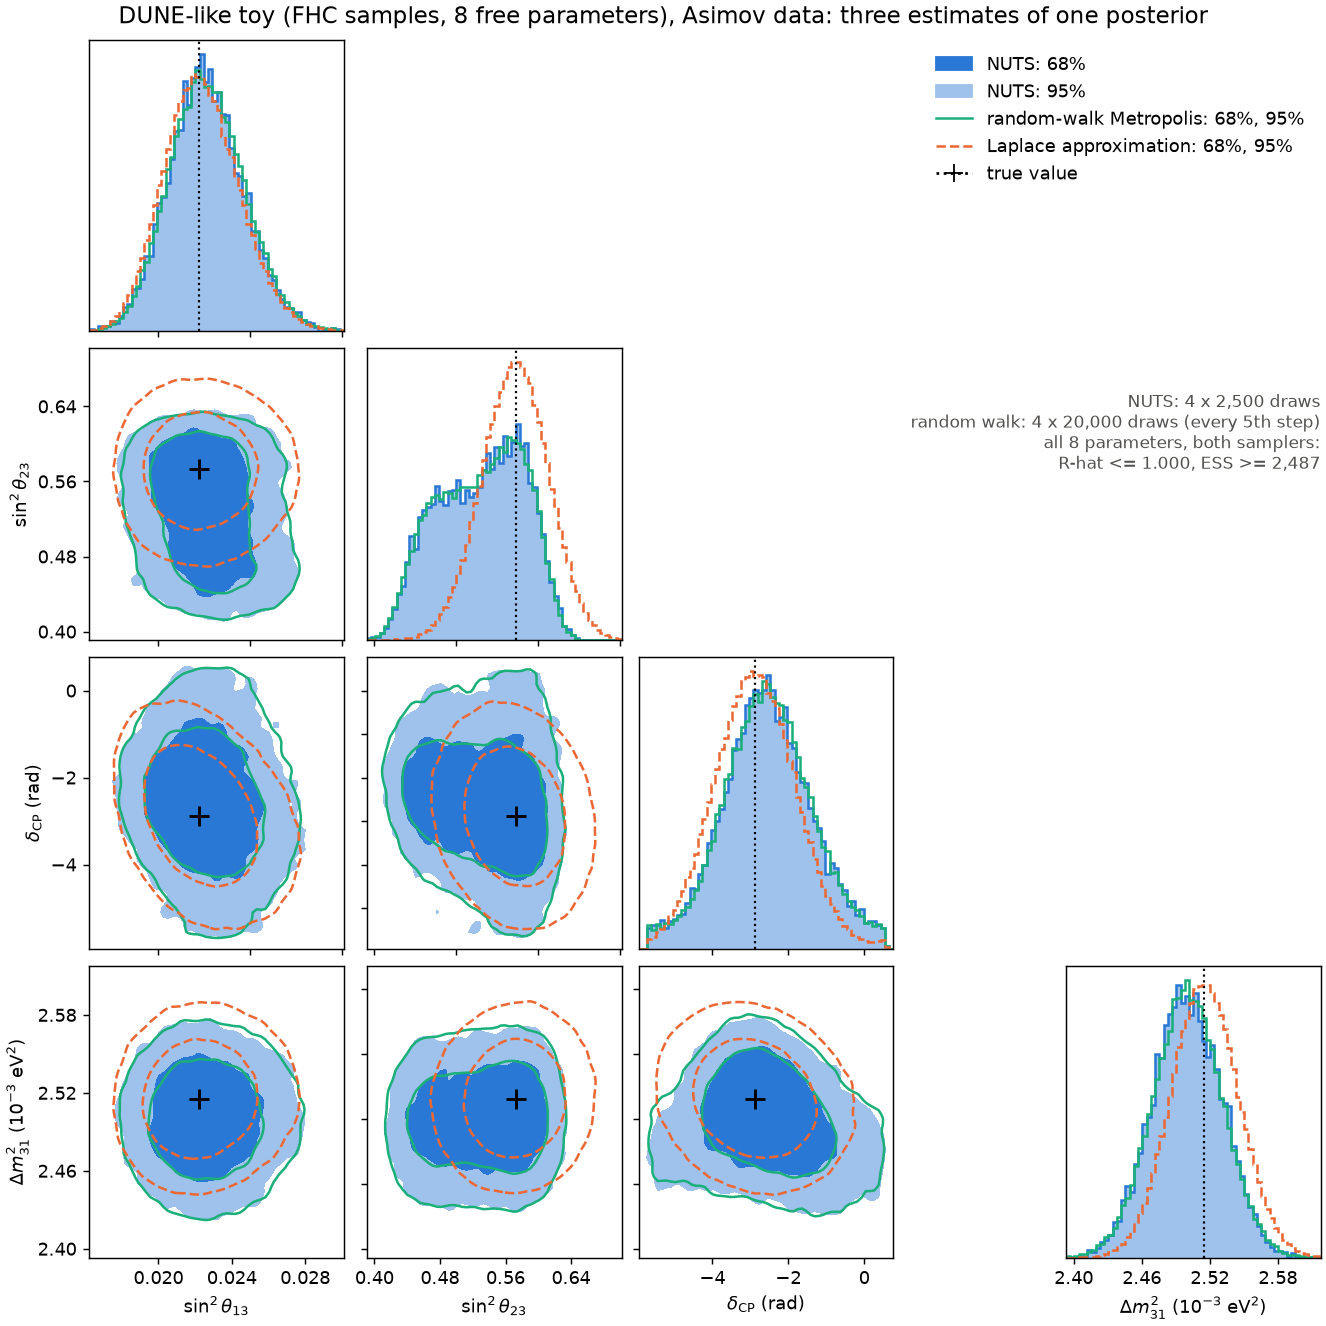 DUNE-like toy (FHC samples, 8 free parameters), Asimov data: three estimates of one posterior
NUTS: 68%
NUTS: 95%
random-walk Metropolis: 68%, 95%
Laplace approximation: 68%, 95%
true value
NUTS: 4 x 2,500 draws
random walk: 4 x 20,000 draws (every 5th step)
all 8 parameters, both samplers:
R-hat <= 1.000, ESS >= 2,487
sin² θ₂₃
0.64
0.56
0.48
0.40
δCP (rad)
0
−2
−4
Δm²₃₁ (10⁻³ eV²)
2.58
2.52
2.46
2.40
0.020 0.024 0.028
sin² θ₁₃
0.40 0.48 0.56 0.64
sin² θ₂₃
−4 −2 0
δCP (rad)
2.40 2.46 2.52 2.58
Δm²₃₁ (10⁻³ eV²)